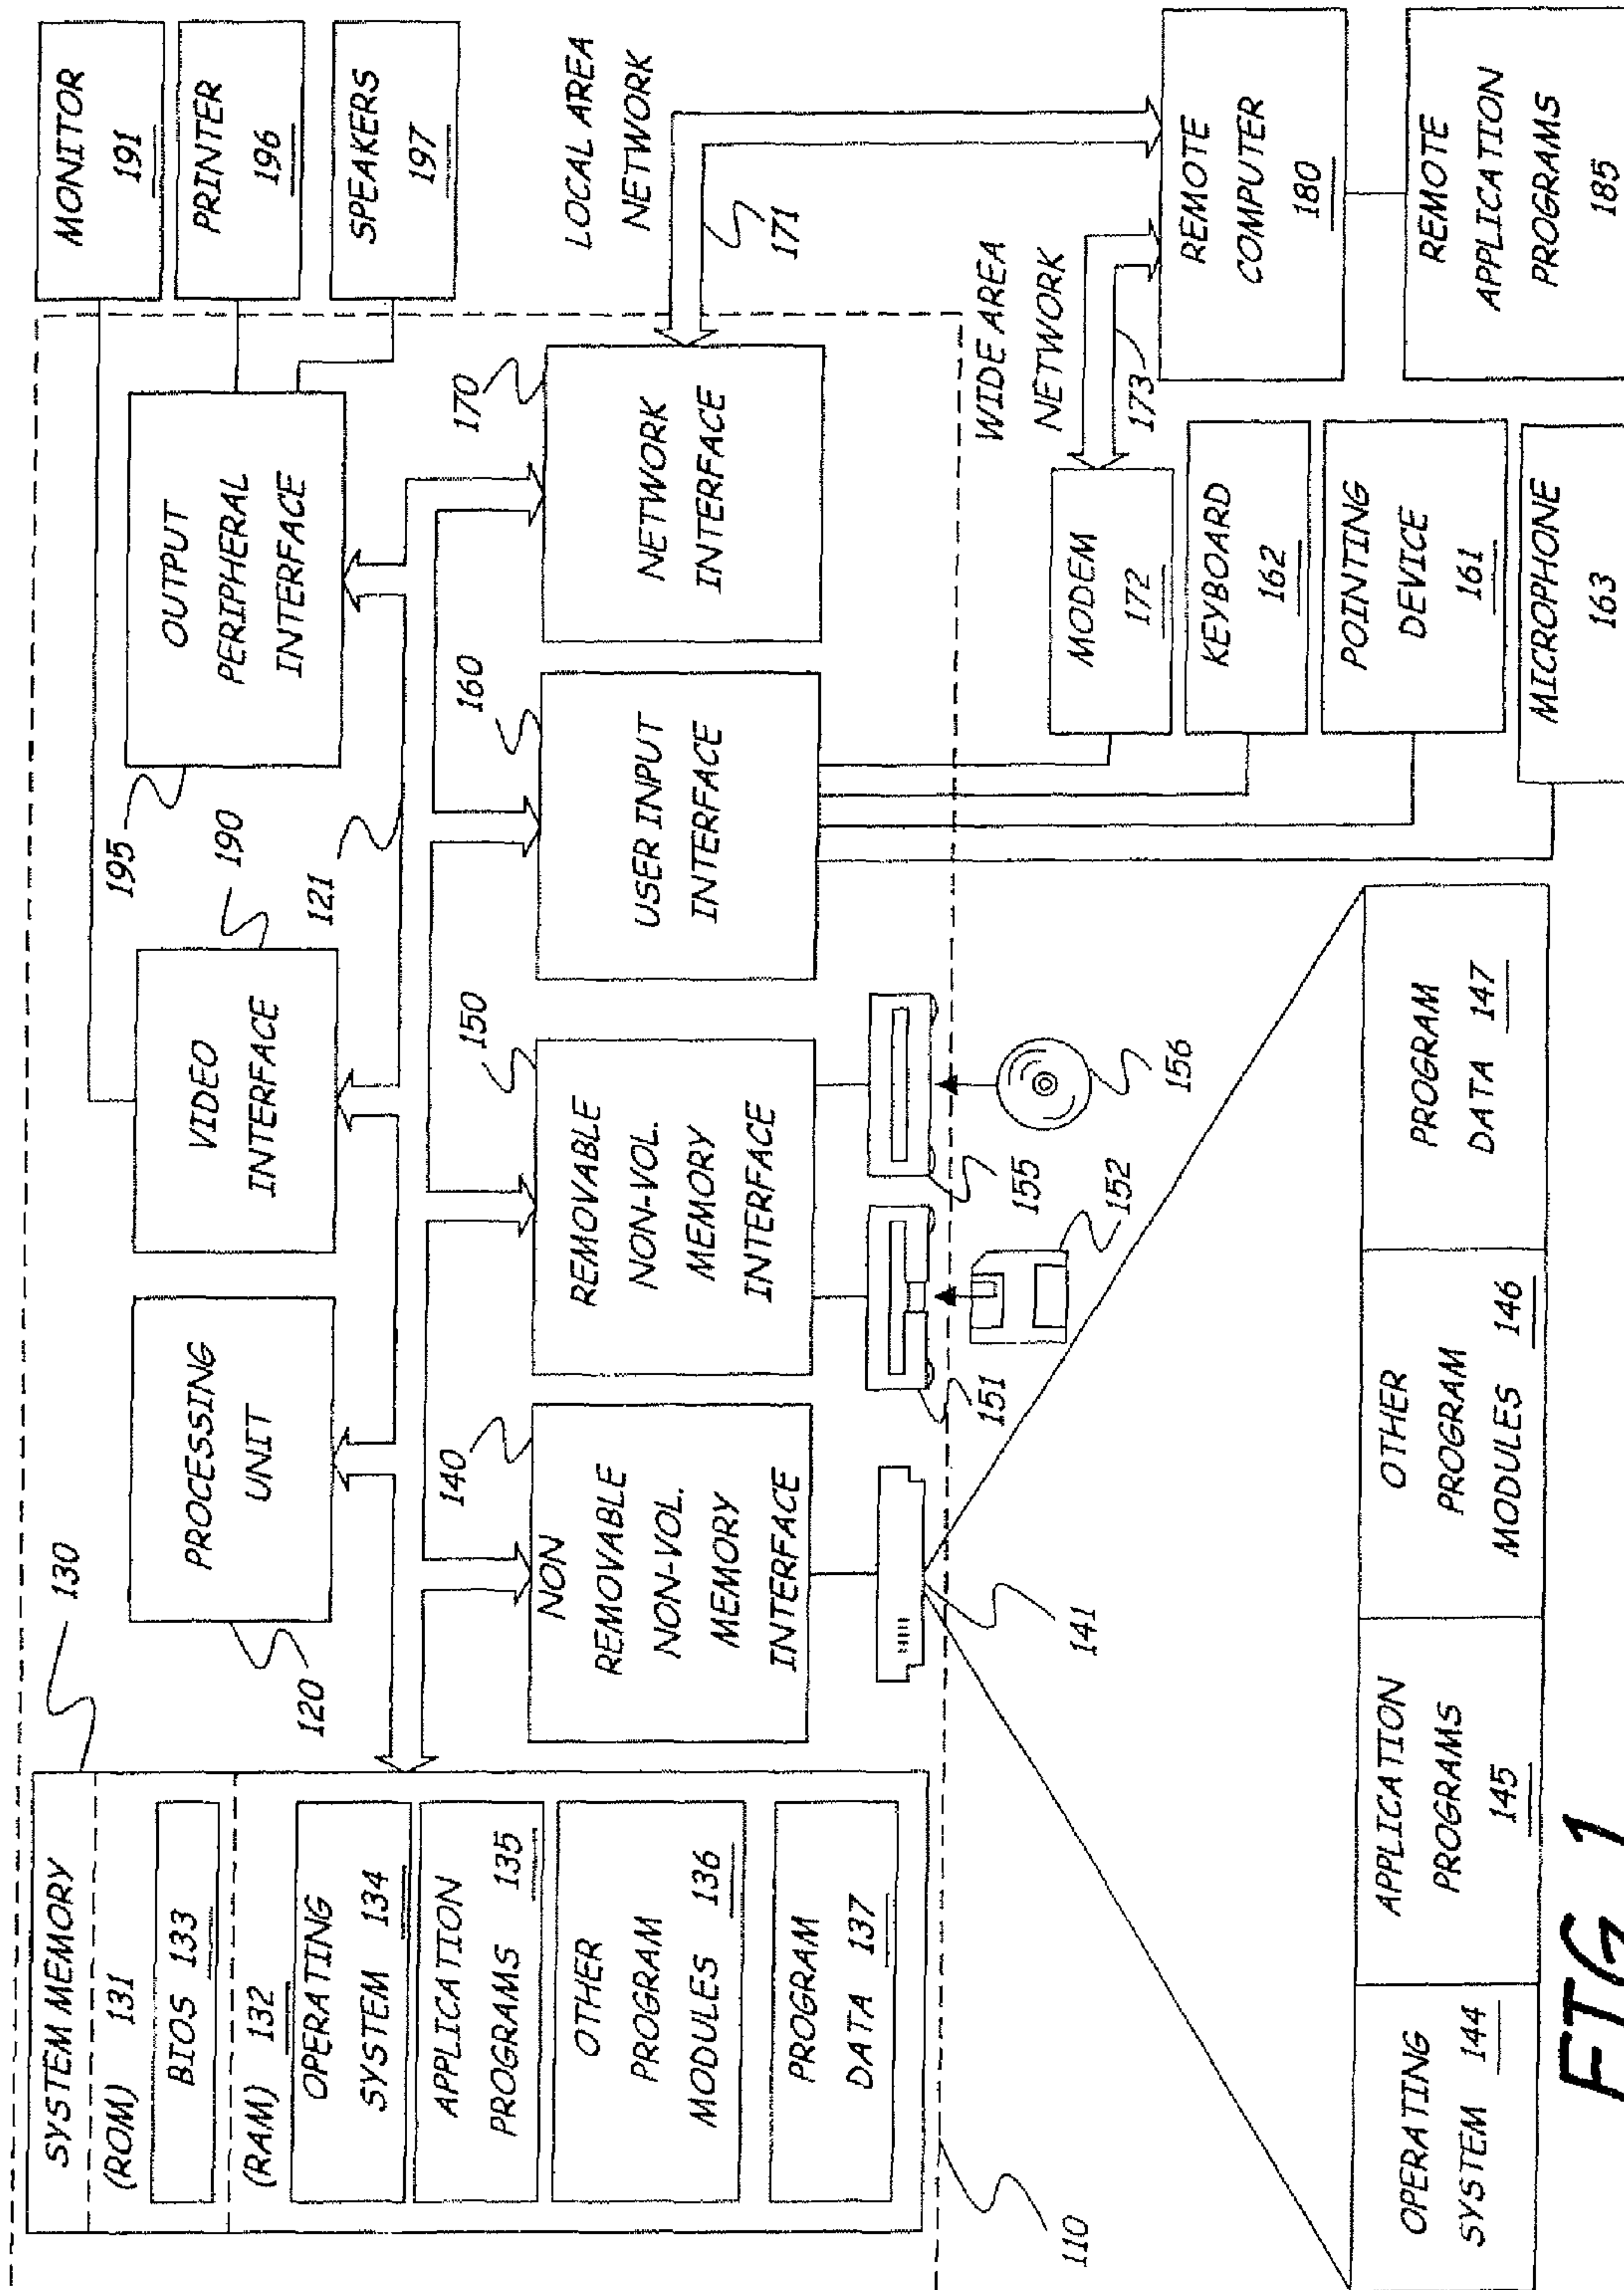 SYSTEM MEMORY
(ROM) 131
BIOS 133
(RAM) 132
OPERATING
SYSTEM 134
APPLICATION
PROGRAMS 135
OTHER
PROGRAM
MODULES 136
PROGRAM
DATA 137
130
PROCESSING
UNIT
120
VIDEO
INTERFACE
190
OUTPUT
PERIPHERAL
INTERFACE
195
121
MONITOR
191
PRINTER
196
SPEAKERS
197
NON
REMOVABLE
NON-VOL.
MEMORY
INTERFACE
140
REMOVABLE
NON-VOL.
MEMORY
INTERFACE
150
USER INPUT
INTERFACE
160
NETWORK
INTERFACE
170
LOCAL AREA
NETWORK
171
WIDE AREA
NETWORK
173
141
151
155
152
156
110
MODEM
172
KEYBOARD
162
POINTING
DEVICE
161
MICROPHONE
163
REMOTE
COMPUTER
180
REMOTE
APPLICATION
PROGRAMS
185
OPERATING
SYSTEM 144
APPLICATION
PROGRAMS
145
OTHER
PROGRAM
MODULES 146
PROGRAM
DATA 147
FIG 1